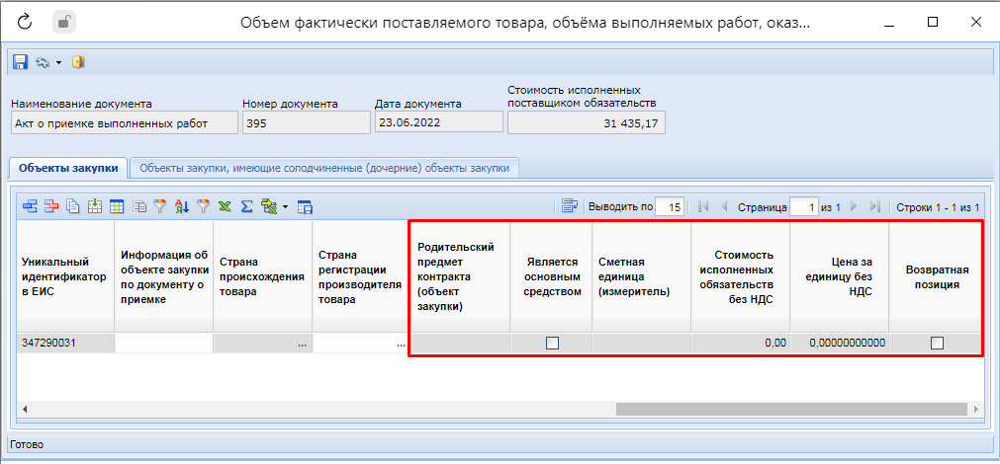 Объем фактически поставляемого товара, объёма выполняемых работ, оказ...
Наименование документа
Номер документа
Дата документа
Стоимость исполненных
поставщиком обязательств
Акт о приемке выполненных работ
395
23.06.2022
31 435,17
Объекты закупки
Объекты закупки, имеющие соподчиненные (дочерние) объекты закупки
Выводить по
15
Страница
1
из 1
Строки 1 - 1 из 1
Уникальный
идентификатор
в ЕИС
Информация об
объекте закупки
по документу о
приемке
Страна
происхождения
товара
Страна
регистрации
производителя
товара
Родительский
предмет
контракта
(объект
закупки)
Является
основным
средством
Сметная
единица
(измеритель)
Стоимость
исполненных
обязательств
без НДС
Цена за
единицу без
НДС
Возвратная
позиция
347290031
...
...
0,00
0,00000000000
Готово